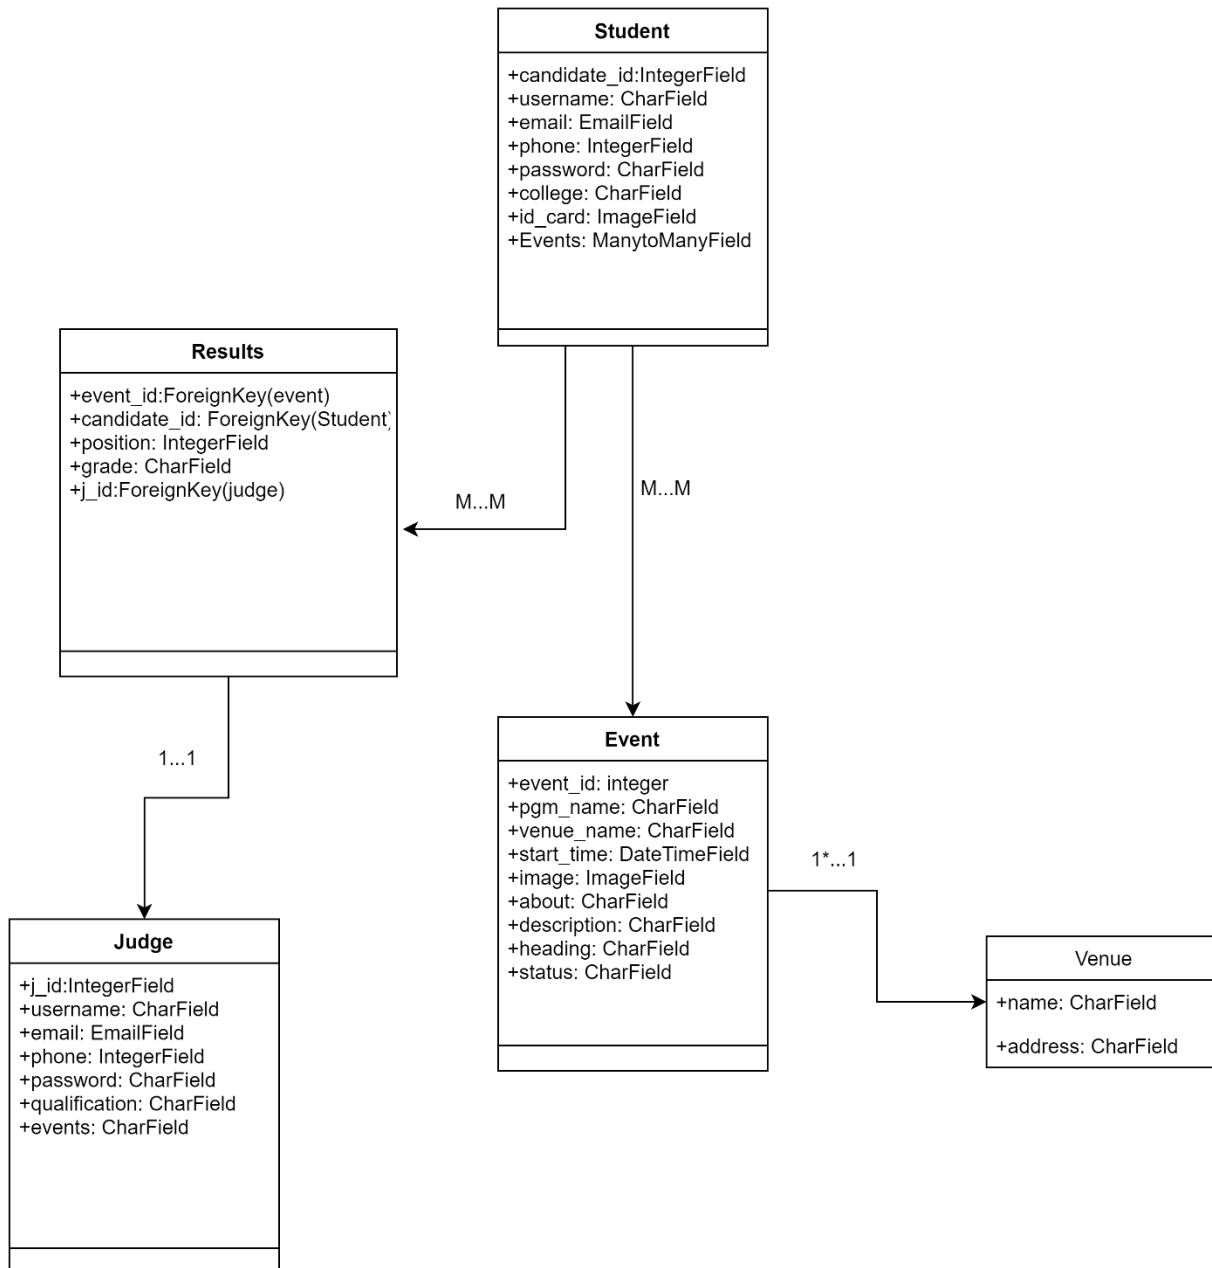 Student
+candidate_id:IntegerField
+username: CharField
+email: EmailField
+phone: IntegerField
+password: CharField
+college: CharField
+id_card: ImageField
+Events: ManytoManyField
Results
+event_id:ForeignKey(event)
+candidate_id: ForeignKey(Student)
+position: IntegerField
+grade: CharField
+j_id:ForeignKey(judge)
M...M
M...M
1...1
Event
+event_id: integer
+pgm_name: CharField
+venue_name: CharField
+start_time: DateTimeField
+image: ImageField
+about: CharField
+description: CharField
+heading: CharField
+status: CharField
1*...1
Judge
+j_id:IntegerField
+username: CharField
+email: EmailField
+phone: IntegerField
+password: CharField
+qualification: CharField
+events: CharField
Venue
+name: CharField
+address: CharField